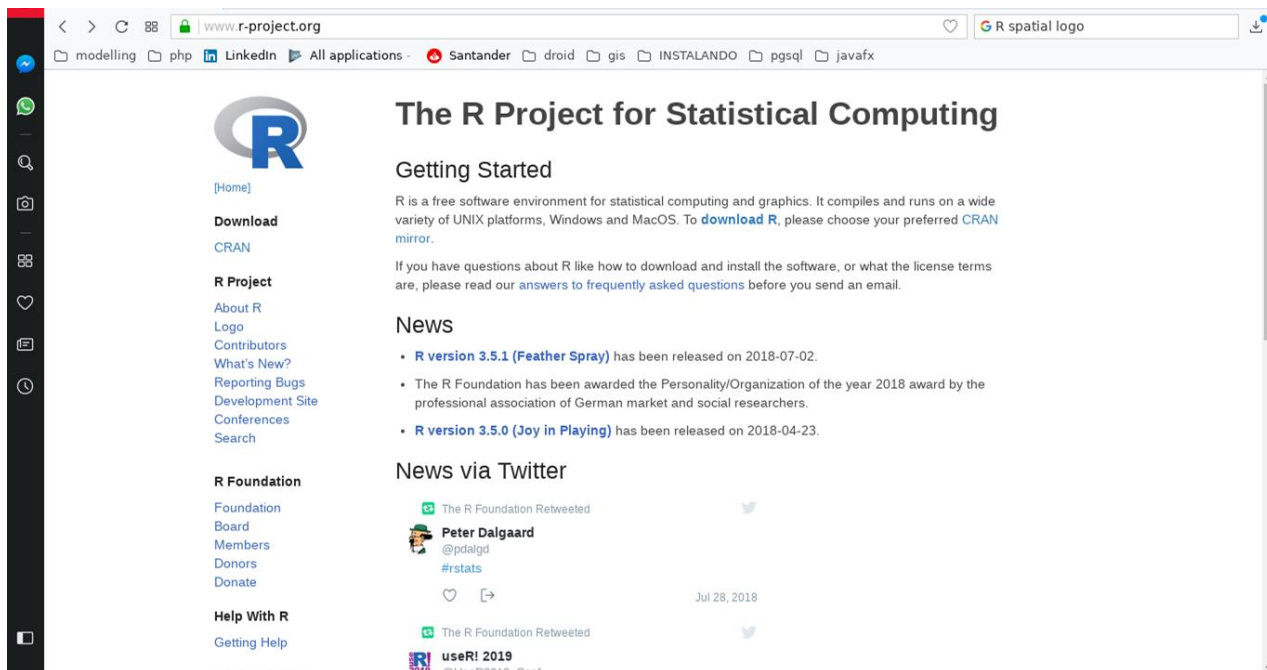 www.r-project.org
R spatial logo
modelling php LinkedIn All applications - Santander droid gis INSTALANDO pgsql javafx
R
[Home]
Download
CRAN
R Project
About R
Logo
Contributors
What's New?
Reporting Bugs
Development Site
Conferences
Search
R Foundation
Foundation
Board
Members
Donors
Donate
Help With R
Getting Help
The R Project for Statistical Computing
Getting Started
R is a free software environment for statistical computing and graphics. It compiles and runs on a wide
variety of UNIX platforms, Windows and MacOS. To download R, please choose your preferred CRAN
mirror.
If you have questions about R like how to download and install the software, or what the license terms
are, please read our answers to frequently asked questions before you send an email.
News
• R version 3.5.1 (Feather Spray) has been released on 2018-07-02.
• The R Foundation has been awarded the Personality/Organization of the year 2018 award by the
professional association of German market and social researchers.
• R version 3.5.0 (Joy in Playing) has been released on 2018-04-23.
News via Twitter
The R Foundation Retweeted
Peter Dalgaard
@pdalgd
#rstats
Jul 28, 2018
The R Foundation Retweeted
useR! 2019